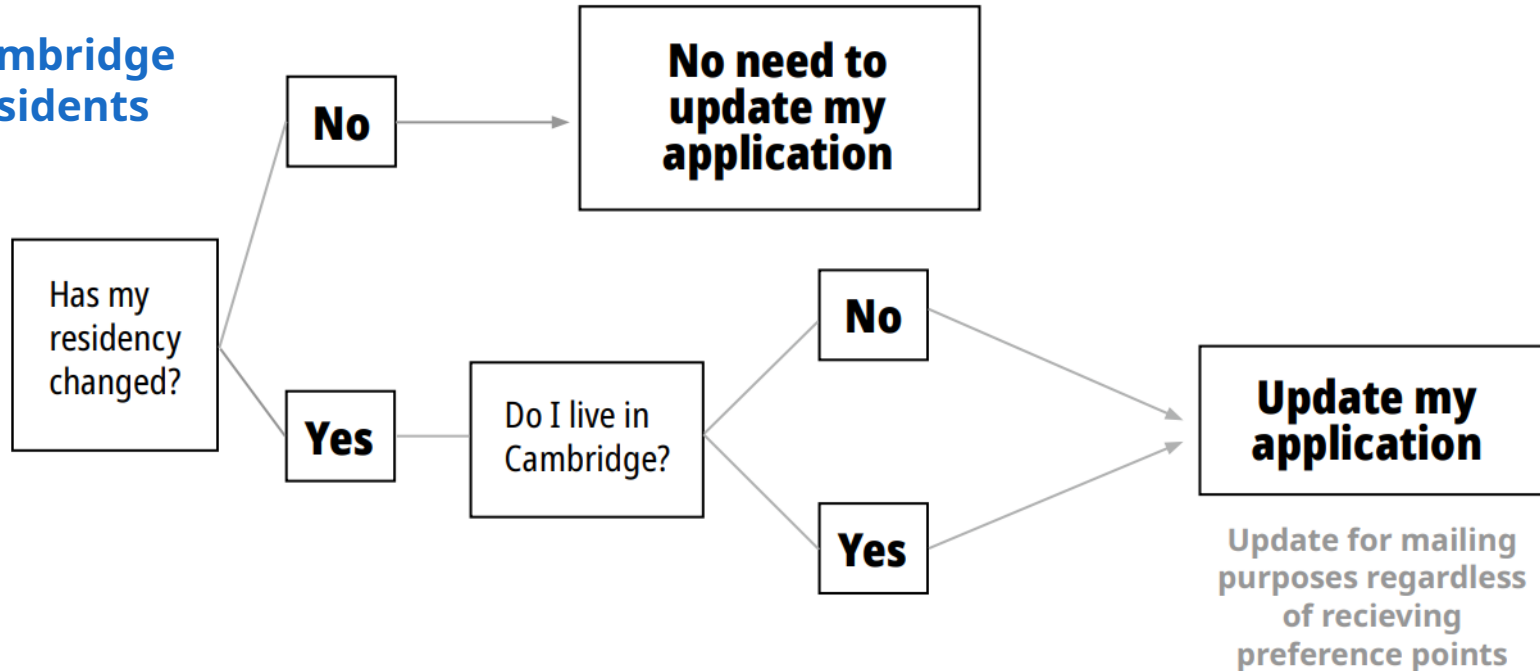 mbridge
sidents
No
No need to
update my
application
Has my
residency
changed?
Yes
Do I live in
Cambridge?
No
Yes
Update my
application
Update for mailing
purposes regardless
of recieving
preference points